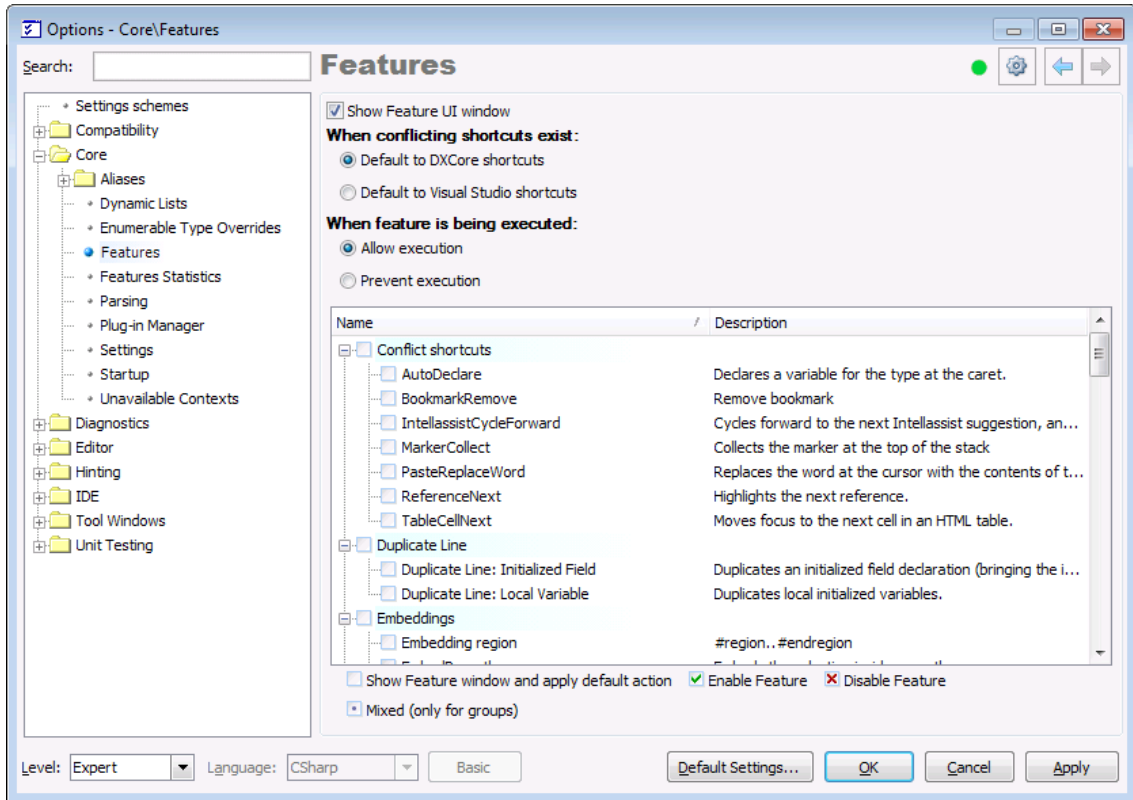 Options - Core\Features
Search:
Features
Settings schemes
Compatibility
Core
Aliases
Dynamic Lists
Enumerable Type Overrides
Features
Features Statistics
Parsing
Plug-in Manager
Settings
Startup
Unavailable Contexts
Diagnostics
Editor
Hinting
IDE
Tool Windows
Unit Testing
Show Feature UI window
When conflicting shortcuts exist:
Default to DXCore shortcuts
Default to Visual Studio shortcuts
When feature is being executed:
Allow execution
Prevent execution
Name / Description
Conflict shortcuts
AutoDeclare Declares a variable for the type at the caret.
BookmarkRemove Remove bookmark
IntellassistCycleForward Cycles forward to the next Intellassist suggestion, an...
MarkerCollect Collects the marker at the top of the stack
PasteReplaceWord Replaces the word at the cursor with the contents of t...
ReferenceNext Highlights the next reference.
TableCellNext Moves focus to the next cell in an HTML table.
Duplicate Line
Duplicate Line: Initialized Field Duplicates an initialized field declaration (bringing the i...
Duplicate Line: Local Variable Duplicates local initialized variables.
Embeddings
Embedding region #region..#endregion
Show Feature window and apply default action Enable Feature Disable Feature
Mixed (only for groups)
Level: Expert Language: CSharp Basic Default Settings... OK Cancel Apply